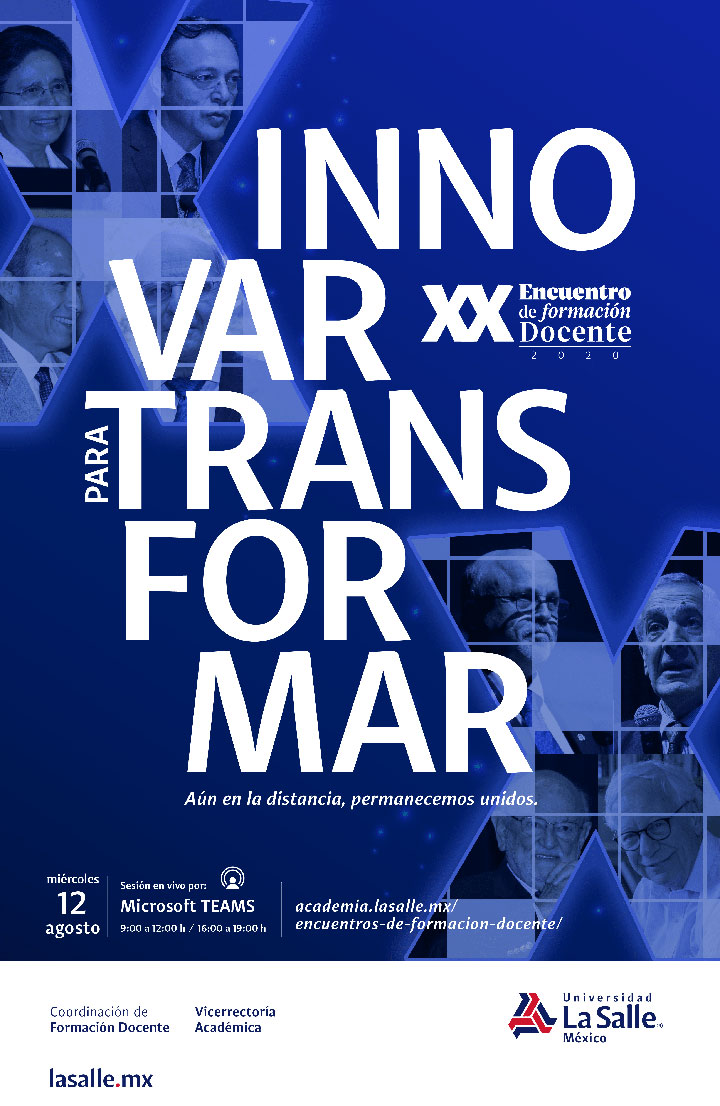 INNO
VAR
XX Encuentro
de formación
Docente
2020
PARA
TRANS
FOR
MAR
Aún en la distancia, permanecemos unidos.
miércoles
12
agosto
Sesión en vivo por:
Microsoft TEAMS
9:00 a 12:00 h / 16:00 a 19:00 h
academia.lasalle.mx/
encuentros-de-formacion-docente/
Coordinación de
Formación Docente
Vicerrectoría
Académica
Universidad
La Salle
México
lasalle.mx